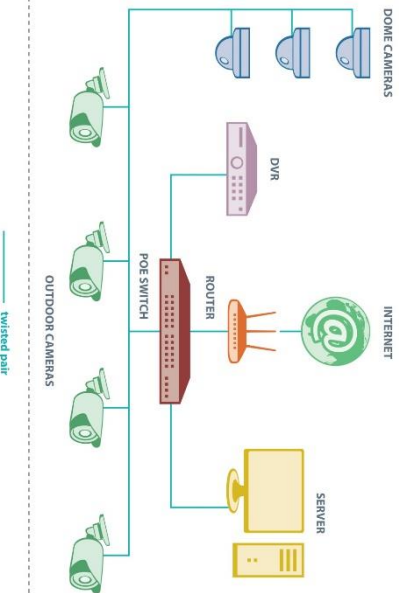 DOME CAMERAS
DVR
INTERNET
ROUTER
POE SWITCH
SERVER
OUTDOOR CAMERAS
twisted pair